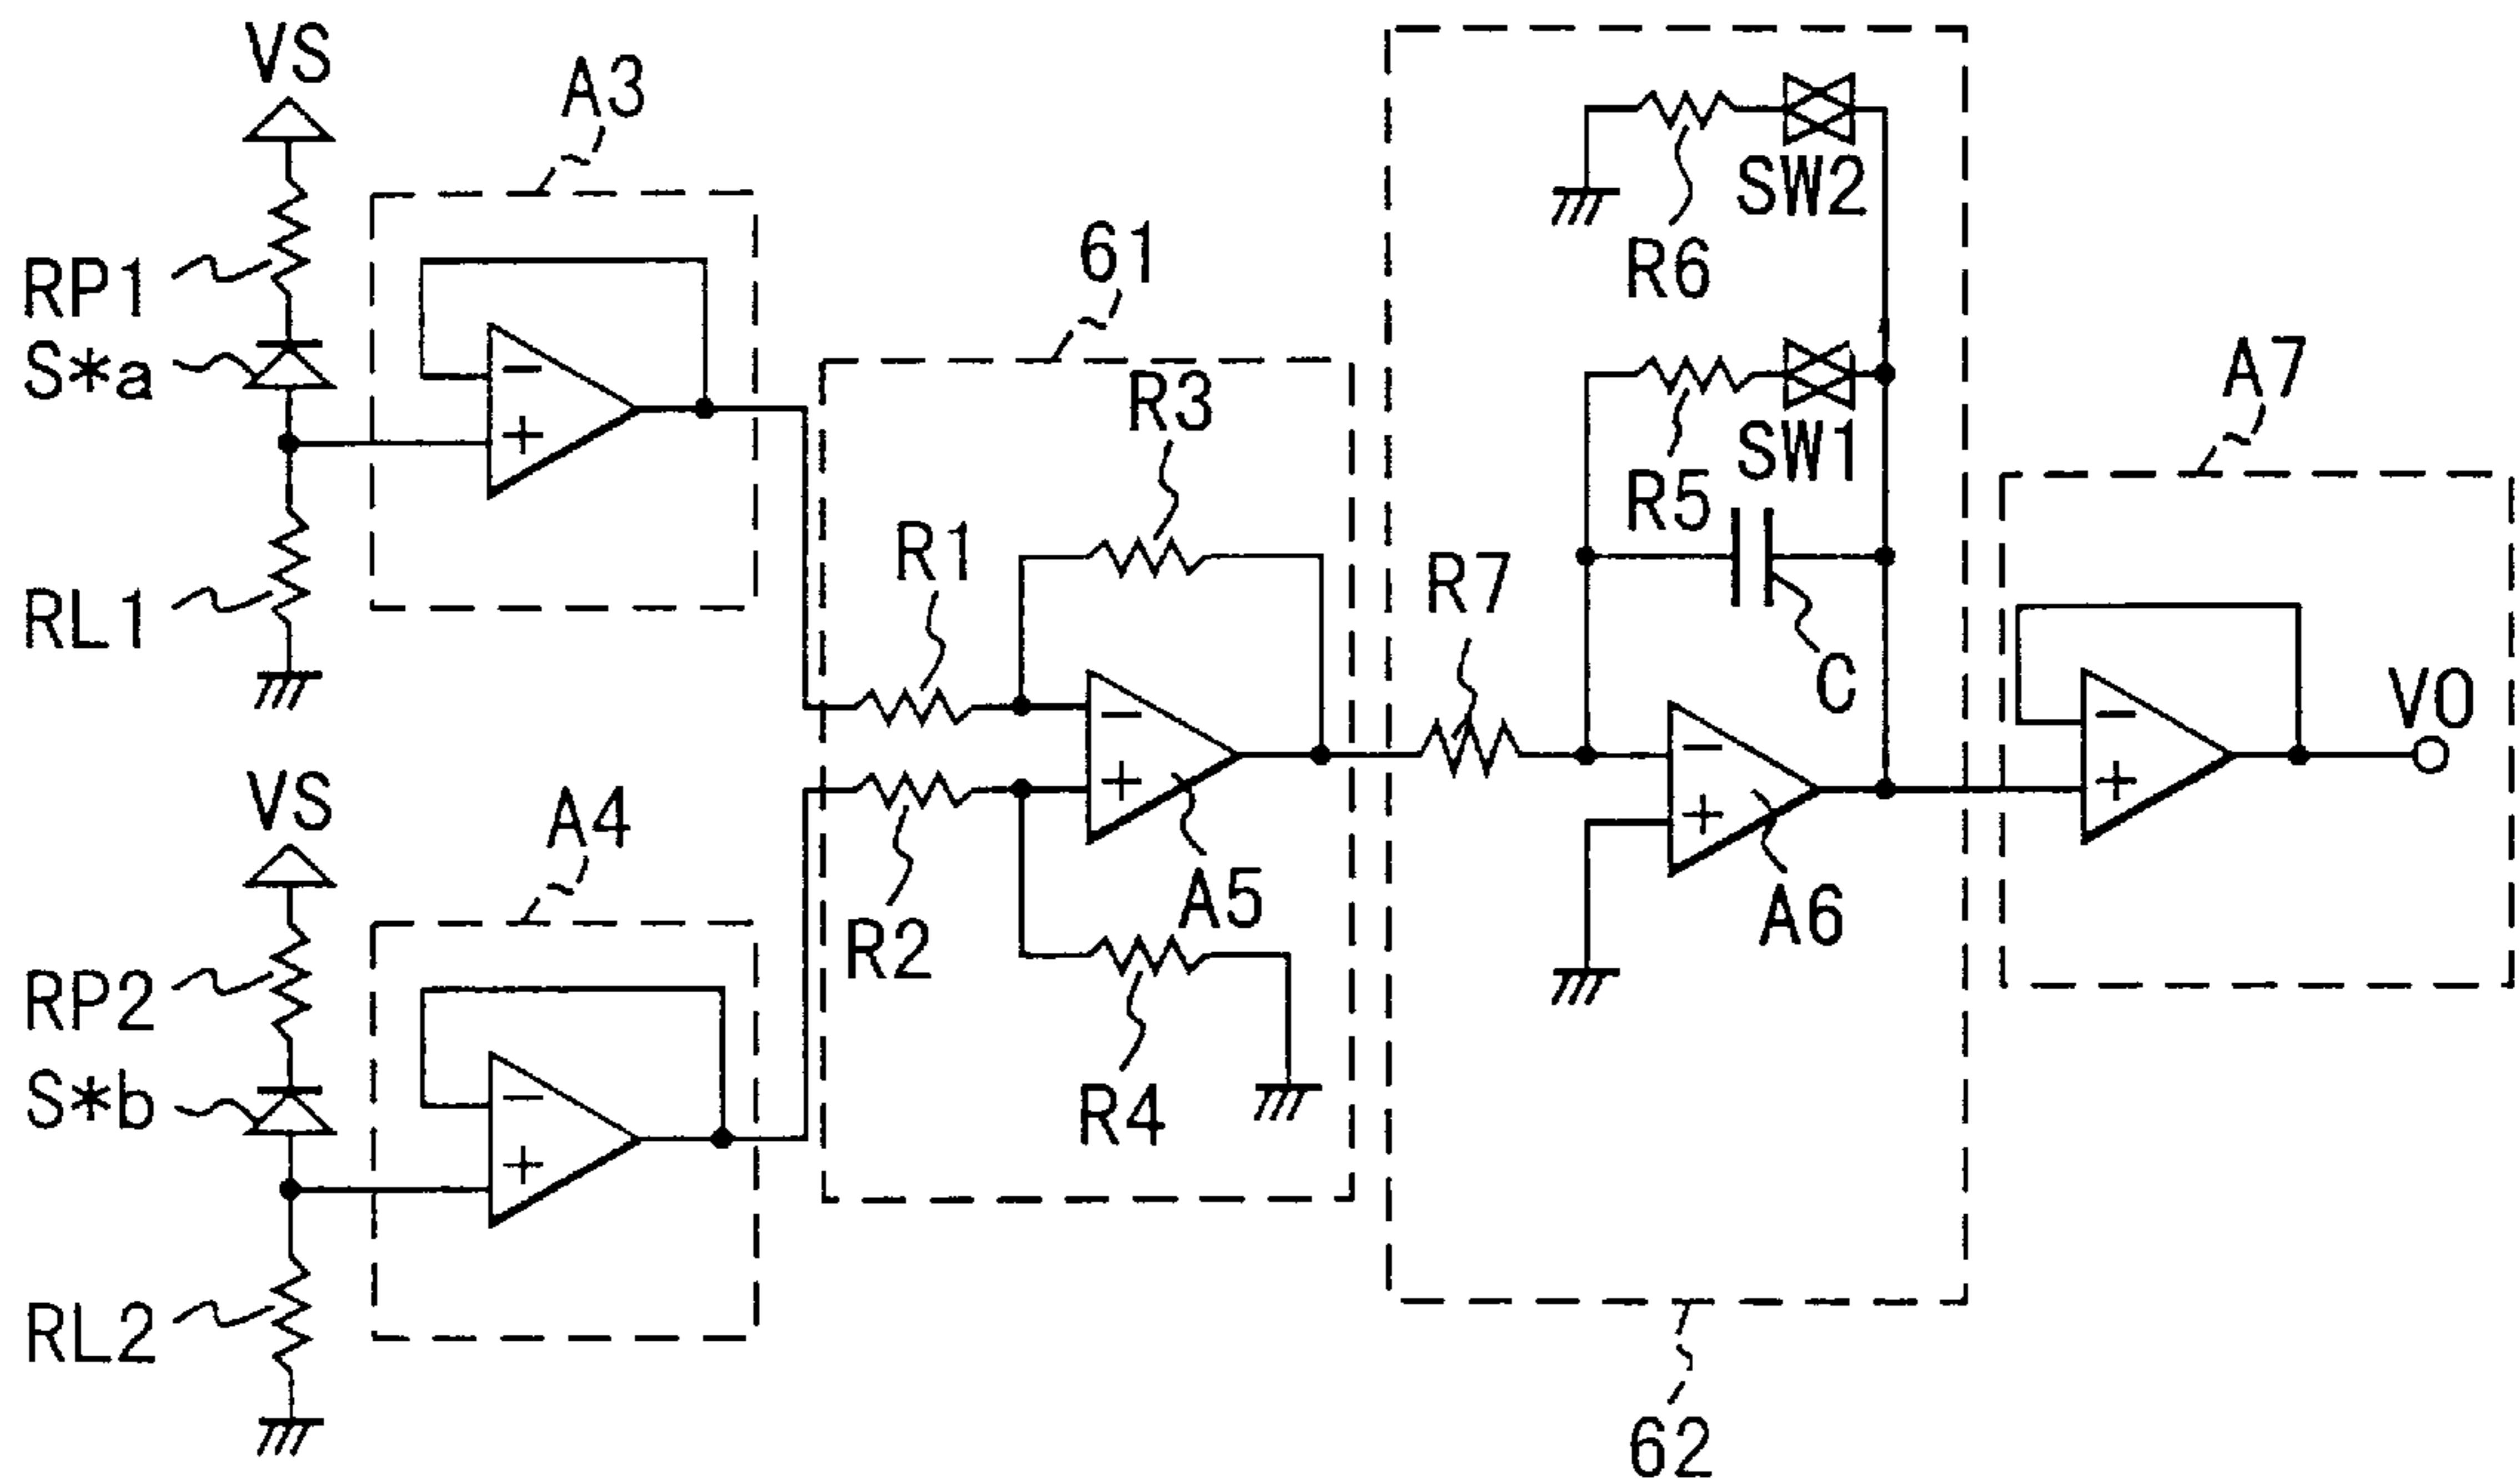 VS
A3
RP1
S*a
RL1
61
R3
R1
SW2
R6
SW1
R5
R7
C
A7
VO
VS
A4
RP2
S*b
RL2
R2
A5
R4
A6
62
-
+
-
+
-
+
-
+
-
+